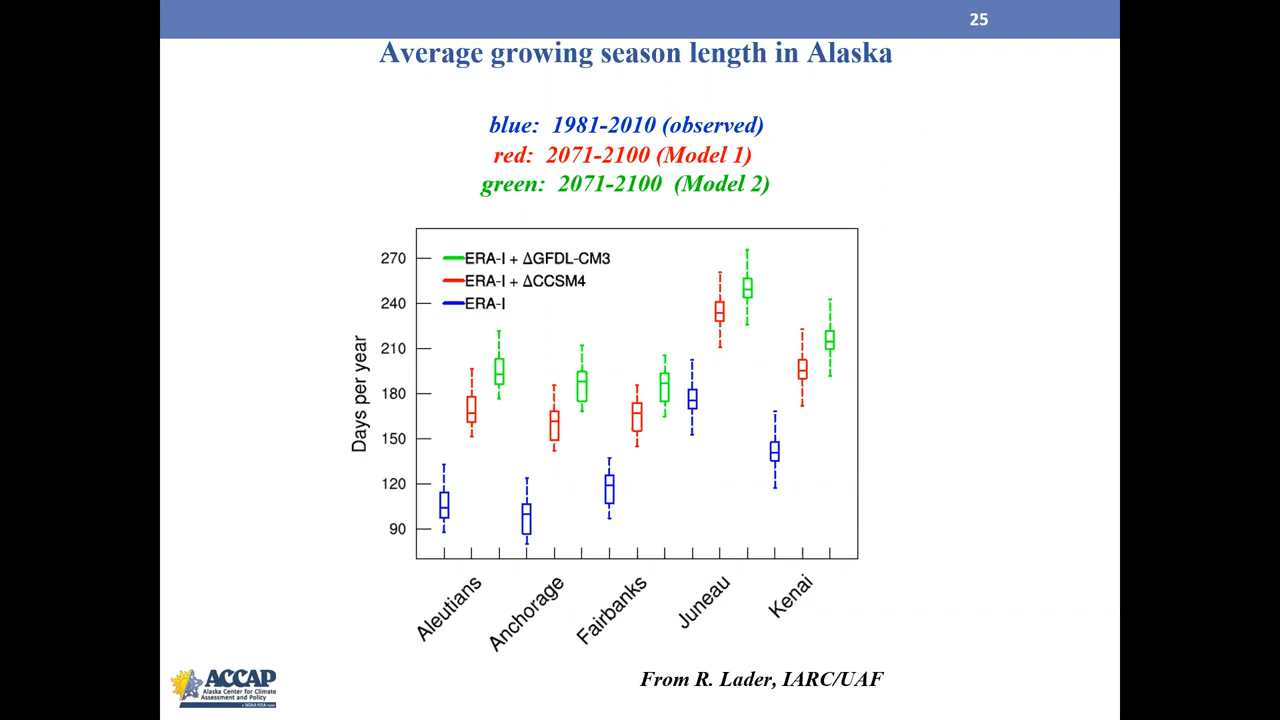 25
Average growing season length in Alaska
blue: 1981-2010 (observed)
red: 2071-2100 (Model 1)
green: 2071-2100 (Model 2)
ERA-I + ΔGFDL-CM3
ERA-I + ΔCCSM4
ERA-I
270
240
210
180
150
120
90
Days per year
Aleutians
Anchorage
Fairbanks
Juneau
Kenai
From R. Lader, IARC/UAF
ACCAP
Alaska Center for Climate
Assessment and Policy